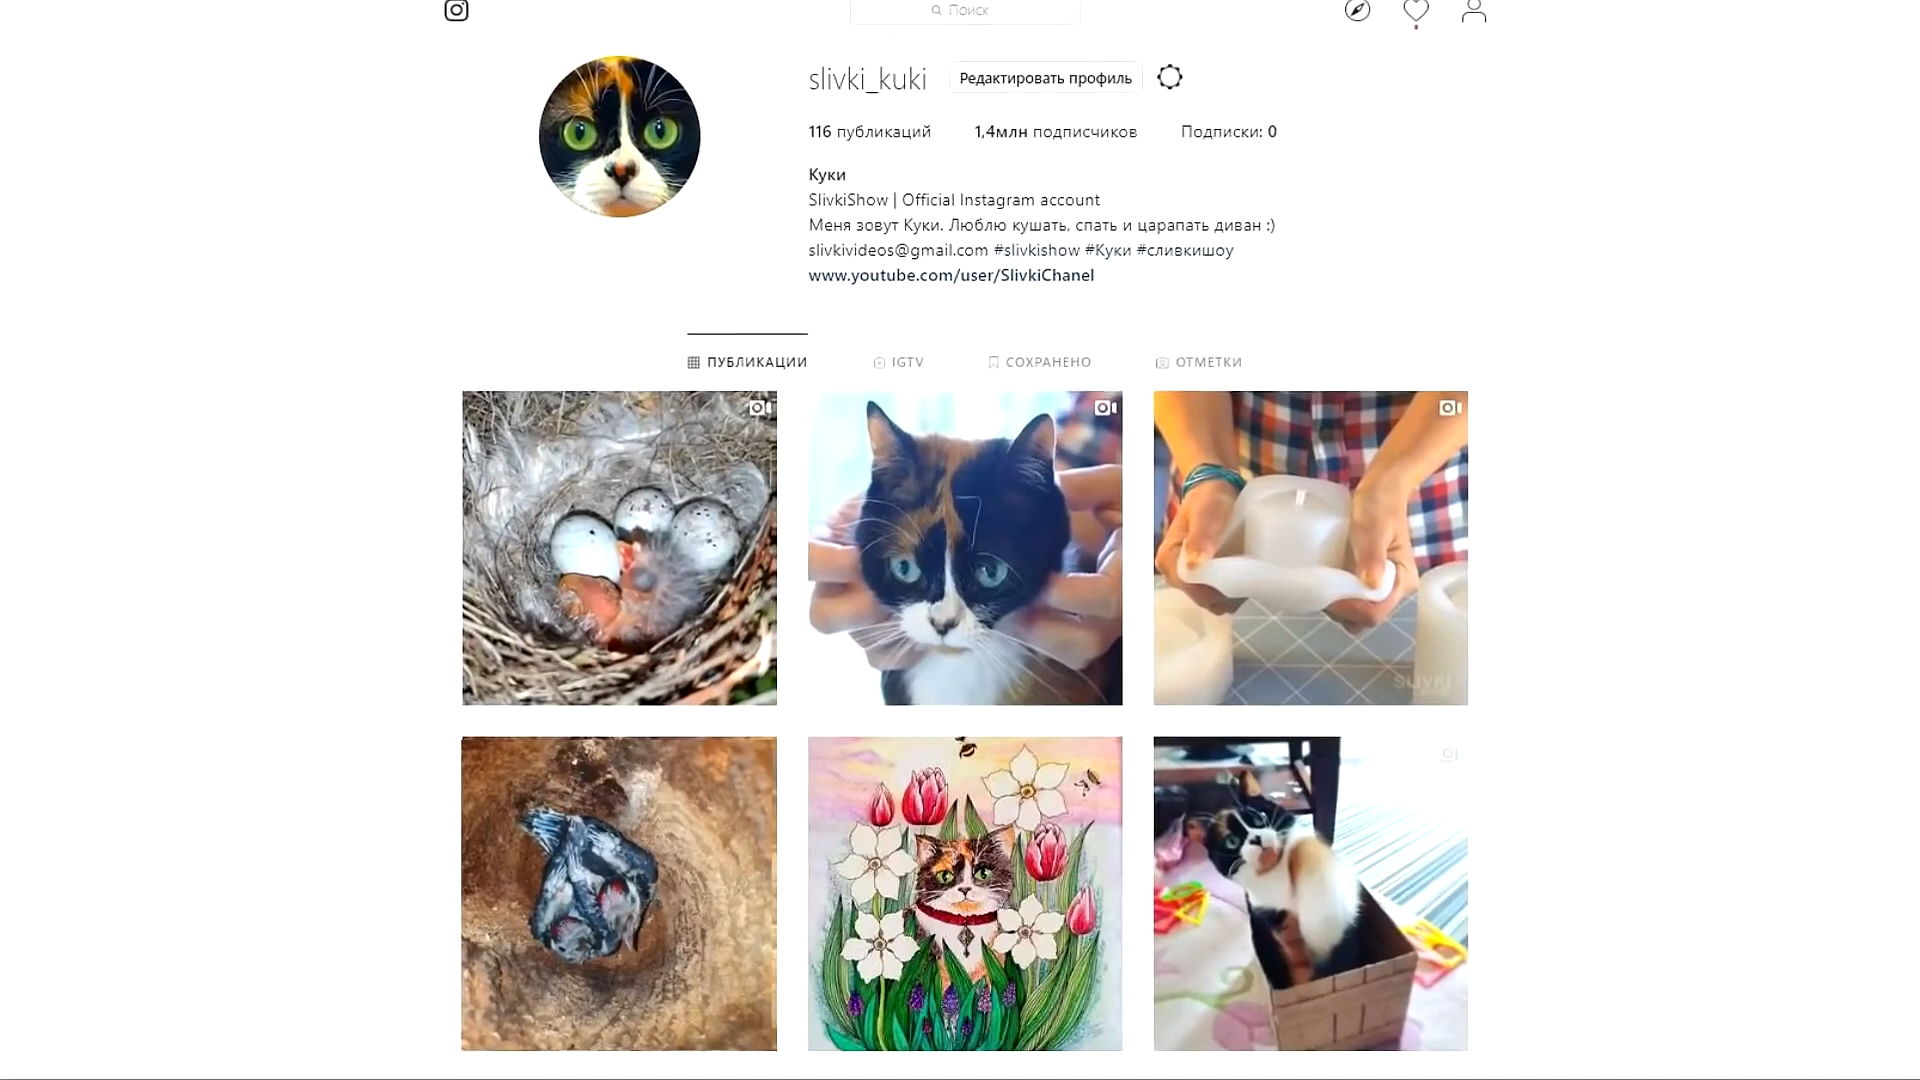 Поиск
slivki_kuki
Редактировать профиль
116 публикаций
1,4млн подписчиков
Подписки: 0
Куки
SlivkiShow | Official Instagram account
Меня зовут Куки. Люблю кушать, спать и царапать диван :)
slivkivideos@gmail.com #slivkishow #Куки #сливкишоу
www.youtube.com/user/SlivkiChanel
ПУБЛИКАЦИИ
IGTV
СОХРАНЕНО
ОТМЕТКИ
SLIVKI